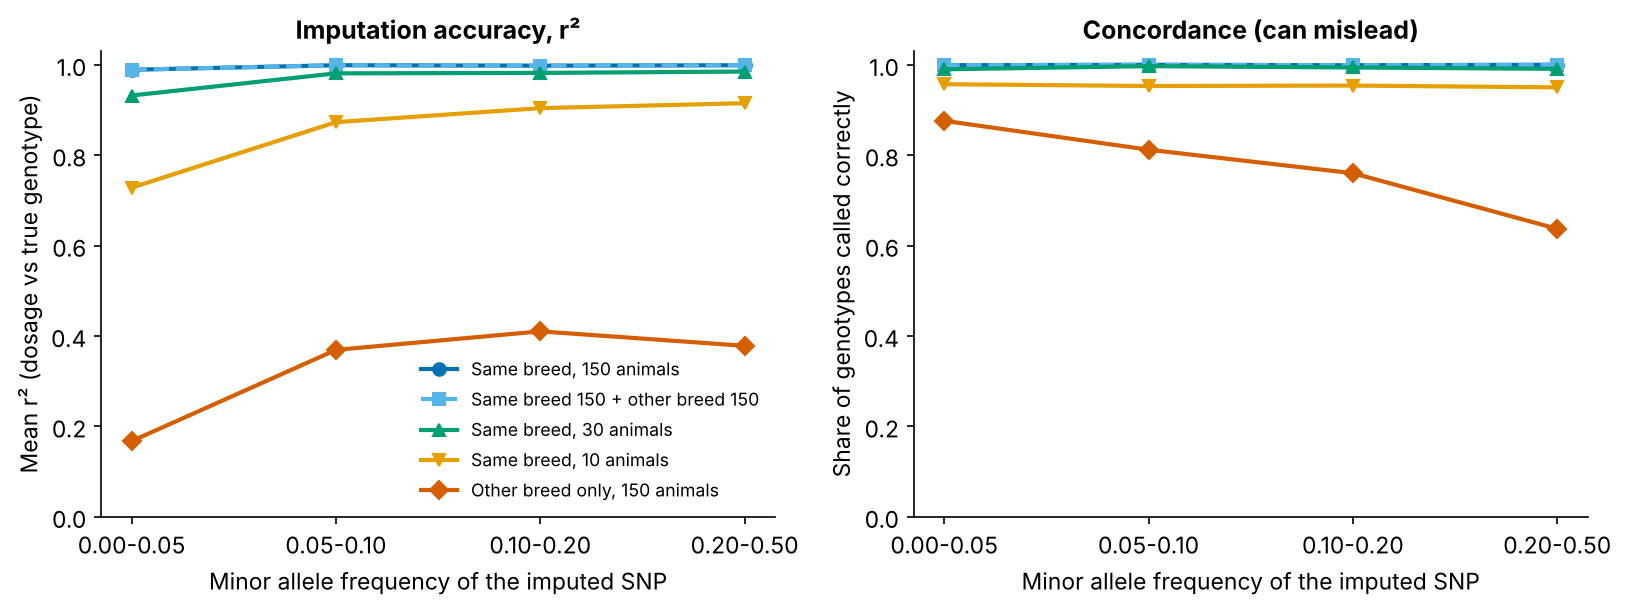 Imputation accuracy, r²
Mean r² (dosage vs true genotype)
1.0
0.8
0.6
0.4
0.2
0.0
0.00–0.05
0.05–0.10
0.10–0.20
0.20–0.50
Minor allele frequency of the imputed SNP
Same breed, 150 animals
Same breed 150 + other breed 150
Same breed, 30 animals
Same breed, 10 animals
Other breed only, 150 animals
Concordance (can mislead)
Share of genotypes called correctly
1.0
0.8
0.6
0.4
0.2
0.0
0.00–0.05
0.05–0.10
0.10–0.20
0.20–0.50
Minor allele frequency of the imputed SNP